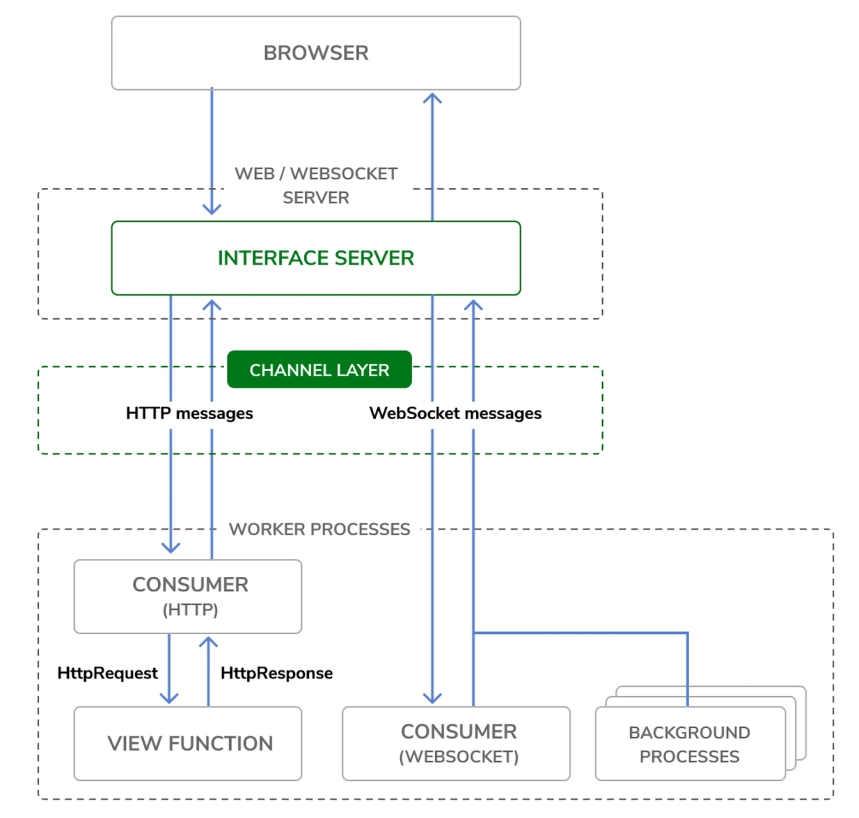 BROWSER
WEB / WEBSOCKET
SERVER
INTERFACE SERVER
CHANNEL LAYER
HTTP messages
WebSocket messages
WORKER PROCESSES
CONSUMER
(HTTP)
HttpRequest
HttpResponse
VIEW FUNCTION
CONSUMER
(WEBSOCKET)
BACKGROUND
PROCESSES